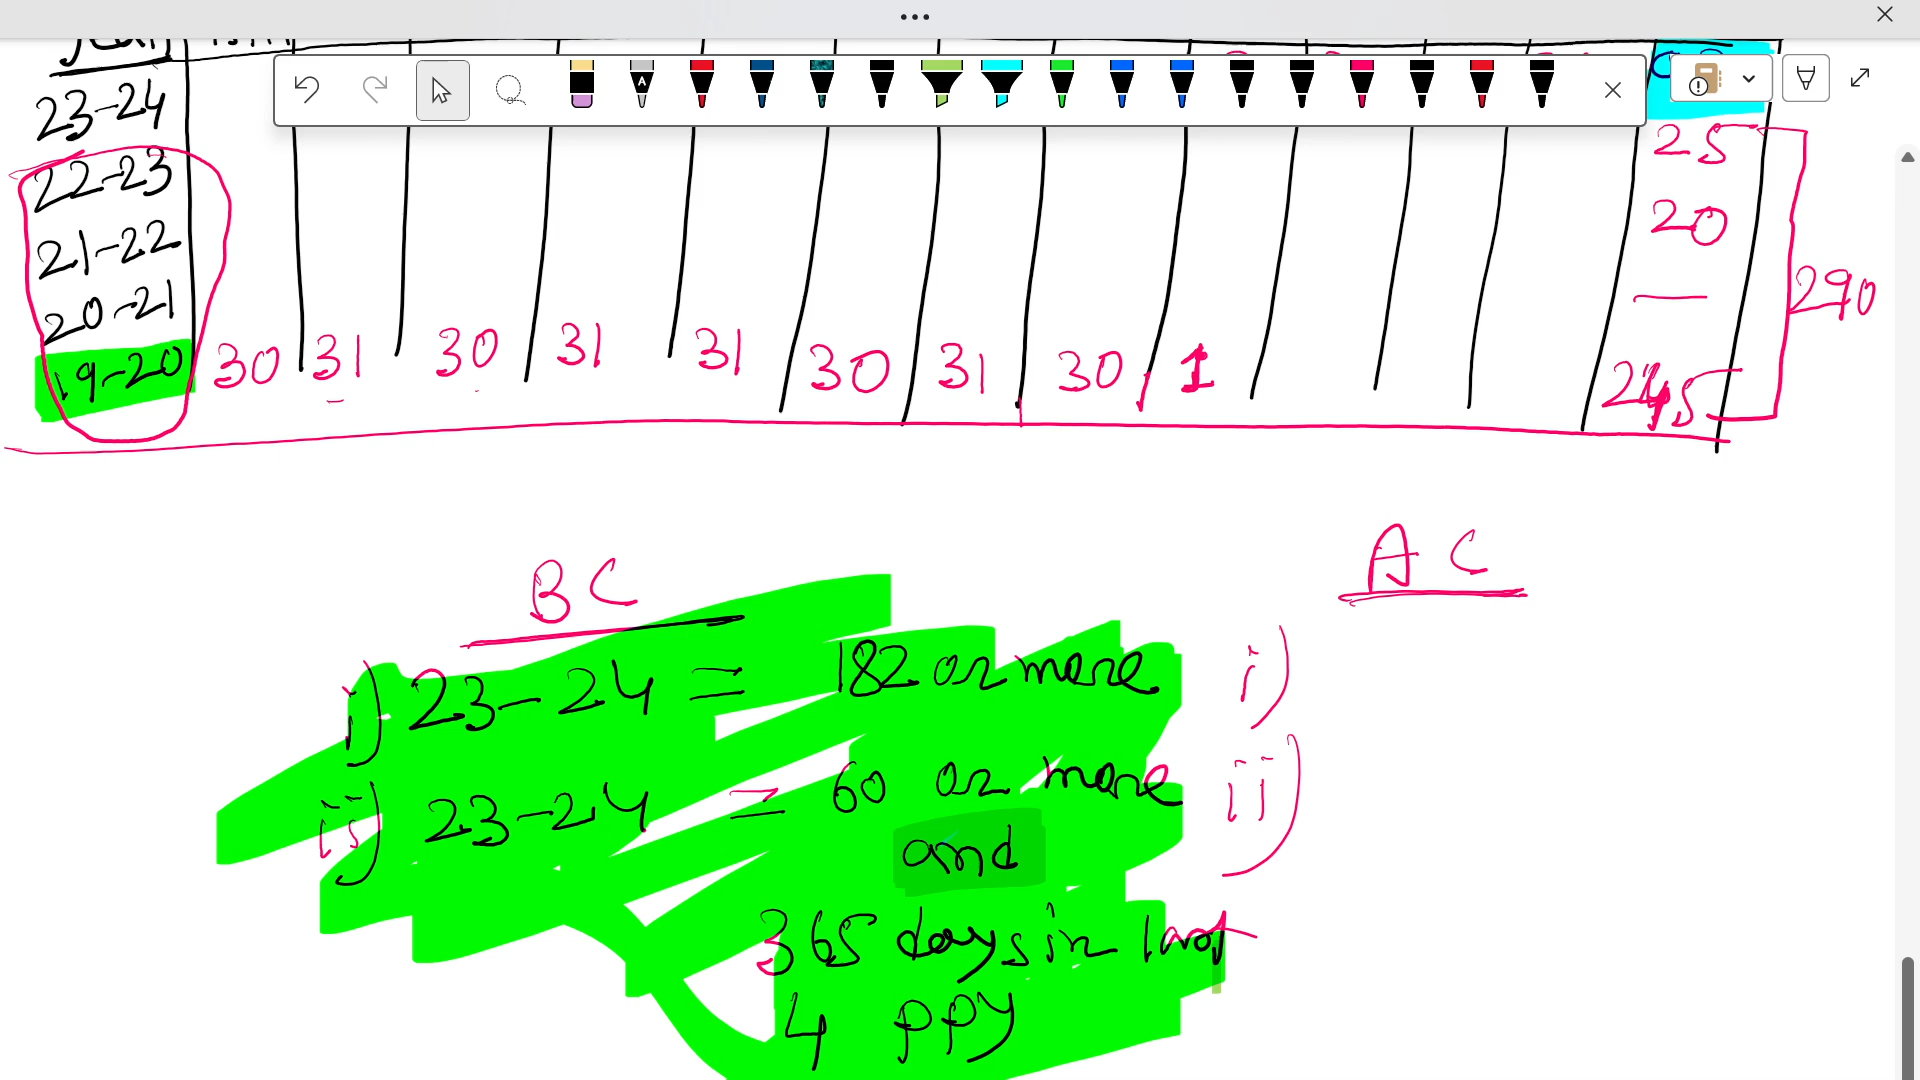 23-24
22-23 25
21-22 20
20-21 — 290
19-20 30 31 30 31 31 30 31 30 1 245
BC AC
i) 23-24 = 182 or more i)
ii) 23-24 = 60 or more ii)
and
365 days in last
4 PPY